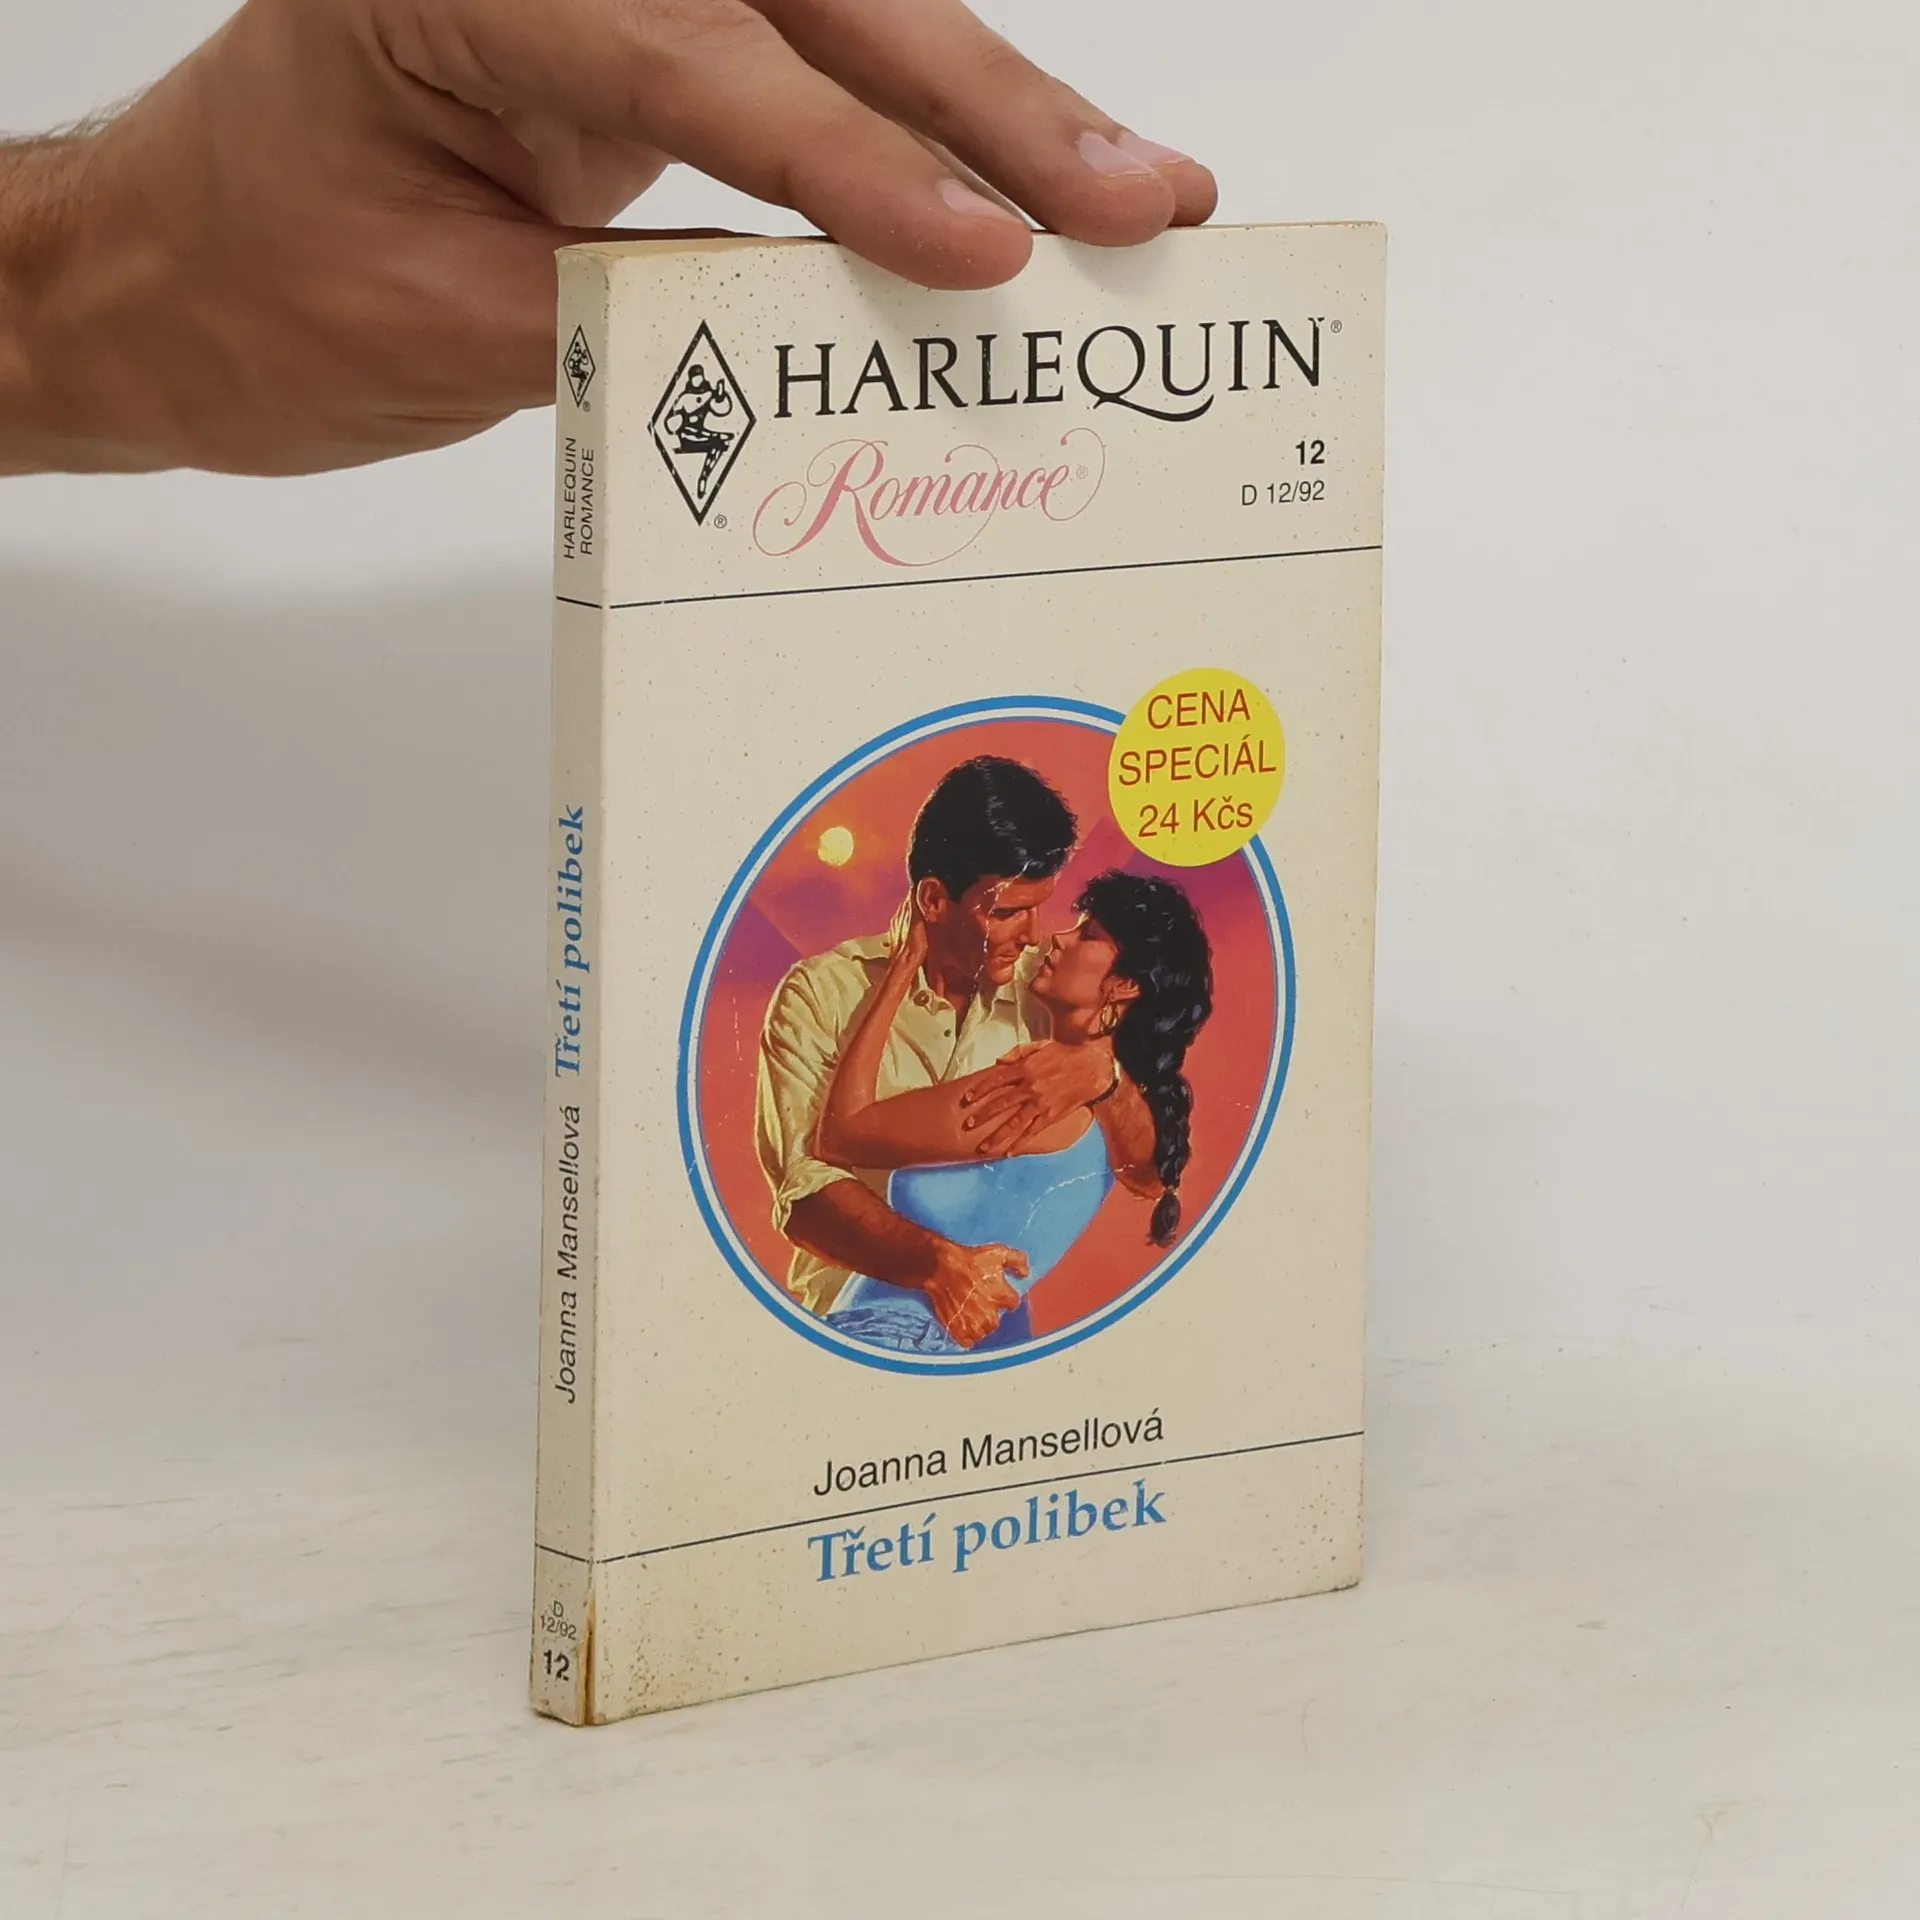 HARLEQUIN®
Romance®
12
D 12/92
®
CENA
SPECIÁL
24 Kčs
Joanna Mansellová
Třetí polibek
®
HARLEQUIN
ROMANCE
Joanna Mansellová Třetí polibek
D
12/92
12